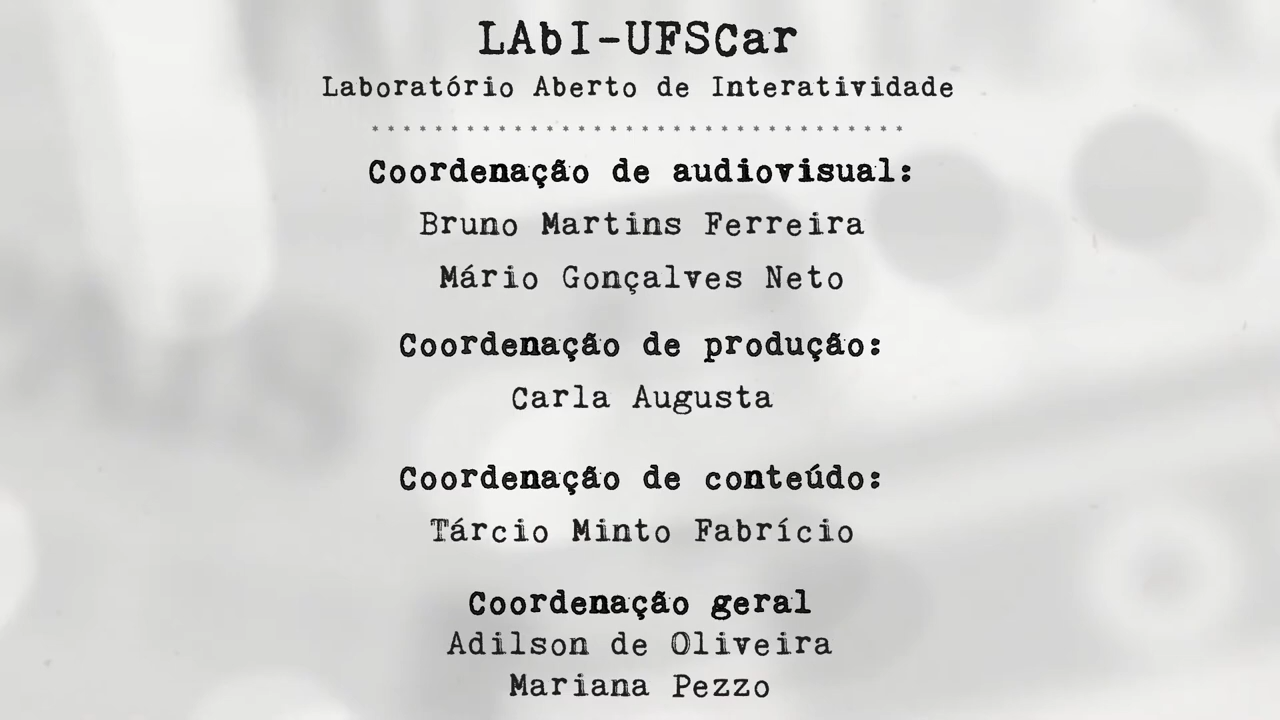 LAbI-UFSCar
Laboratório Aberto de Interatividade
**********************************
Coordenação de audiovisual:
Bruno Martins Ferreira
Mário Gonçalves Neto
Coordenação de produção:
Carla Augusta
Coordenação de conteúdo:
Tárcio Minto Fabrício
Coordenação geral
Adilson de Oliveira
Mariana Pezzo